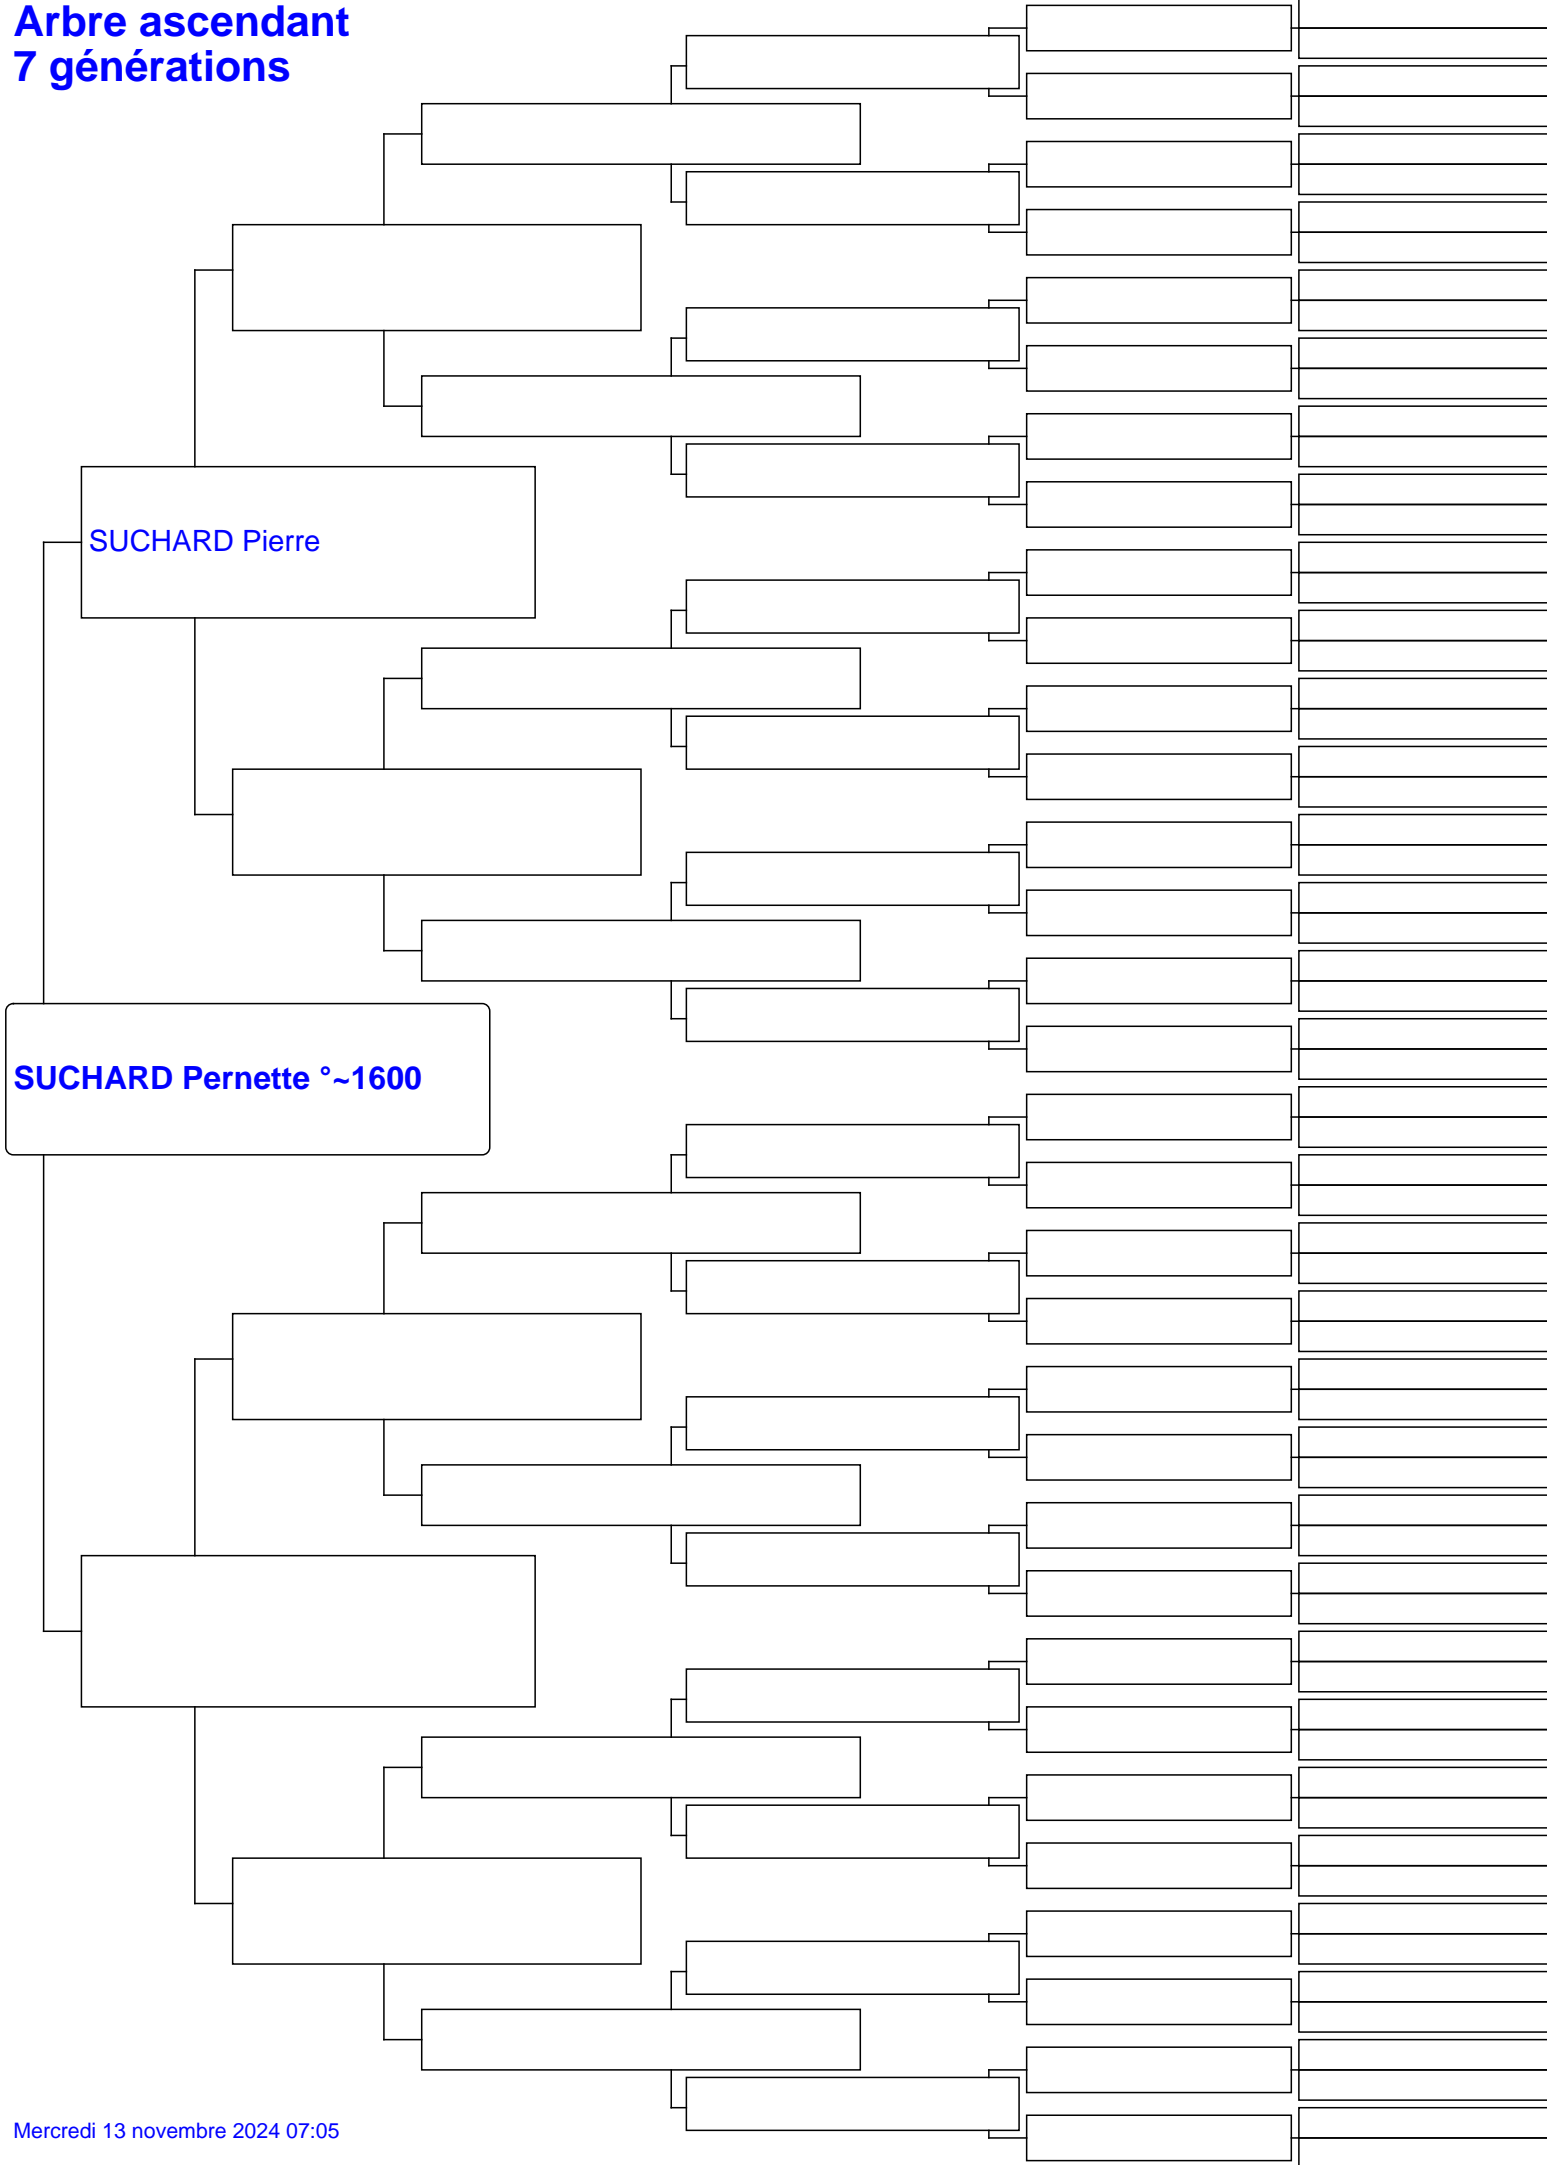 Arbre ascendant
7 générations
SUCHARD Pierre
SUCHARD Pernette °~1600
Mercredi 13 novembre 2024 07:05